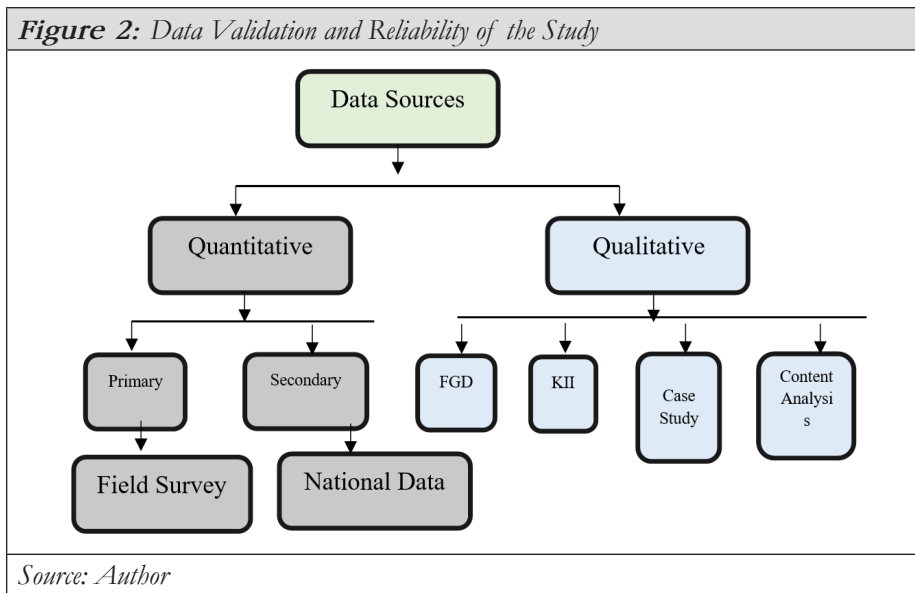 Figure 2: Data Validation and Reliability of the Study
Data Sources
Quantitative
Qualitative
Primary
Secondary
FGD
KII
Case
Study
Content
Analysi
s
Field Survey
National Data
Source: Author